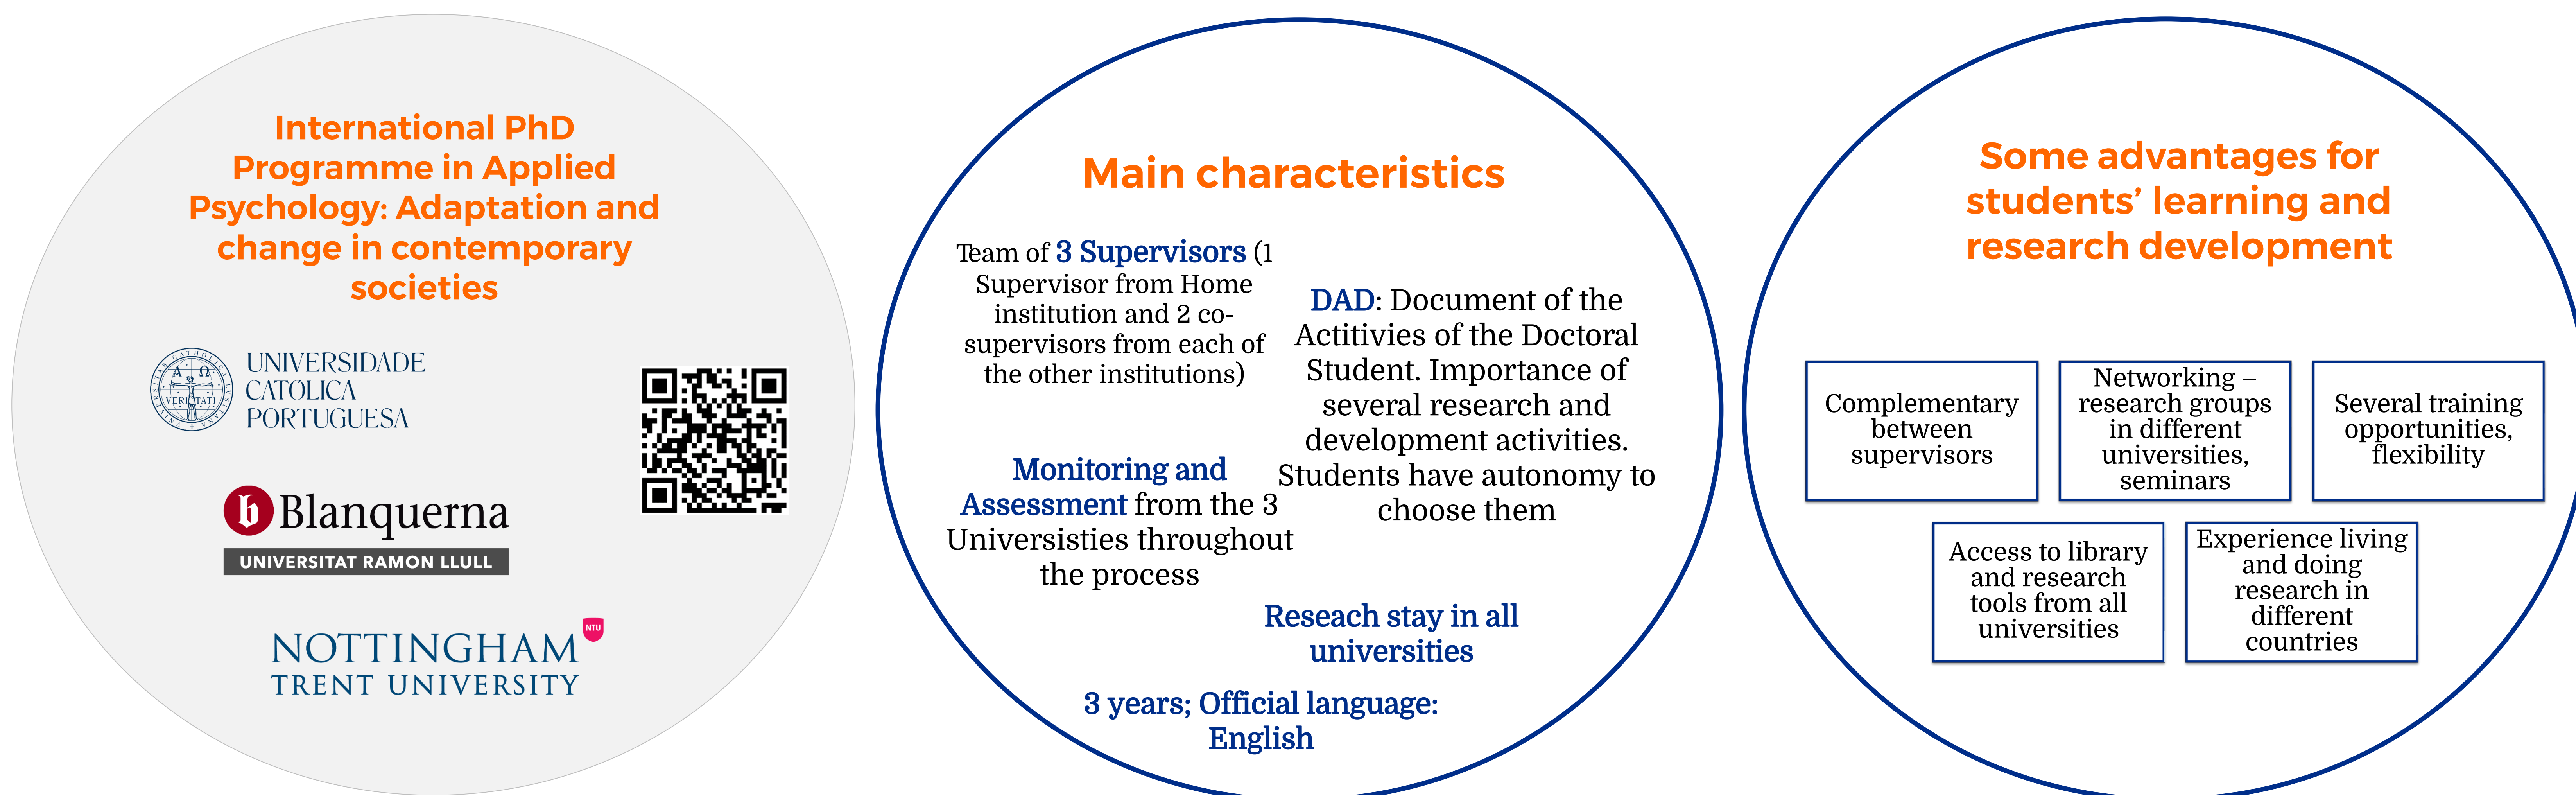 International PhD
Programme in Applied
Psychology: Adaptation and
change in contemporary
societies
UNIVERSIDADE
CATÓLICA
PORTUGUESA
Blanquerna
UNIVERSITAT RAMON LLULL
NTU
NOTTINGHAM
TRENT UNIVERSITY
Main characteristics
Team of 3 Supervisors (1
Supervisor from Home
institution and 2 co-
supervisors from each of
the other institutions)
DAD: Document of the
Actitivies of the Doctoral
Student. Importance of
several research and
development activities.
Students have autonomy to
choose them
Monitoring and
Assessment from the 3
Universisties throughout
the process
Reseach stay in all
universities
3 years; Official language:
English
Some advantages for
students’ learning and
research development
Complementary
between
supervisors
Networking –
research groups
in different
universities,
seminars
Several training
opportunities,
flexibility
Access to library
and research
tools from all
universities
Experience living
and doing
research in
different
countries